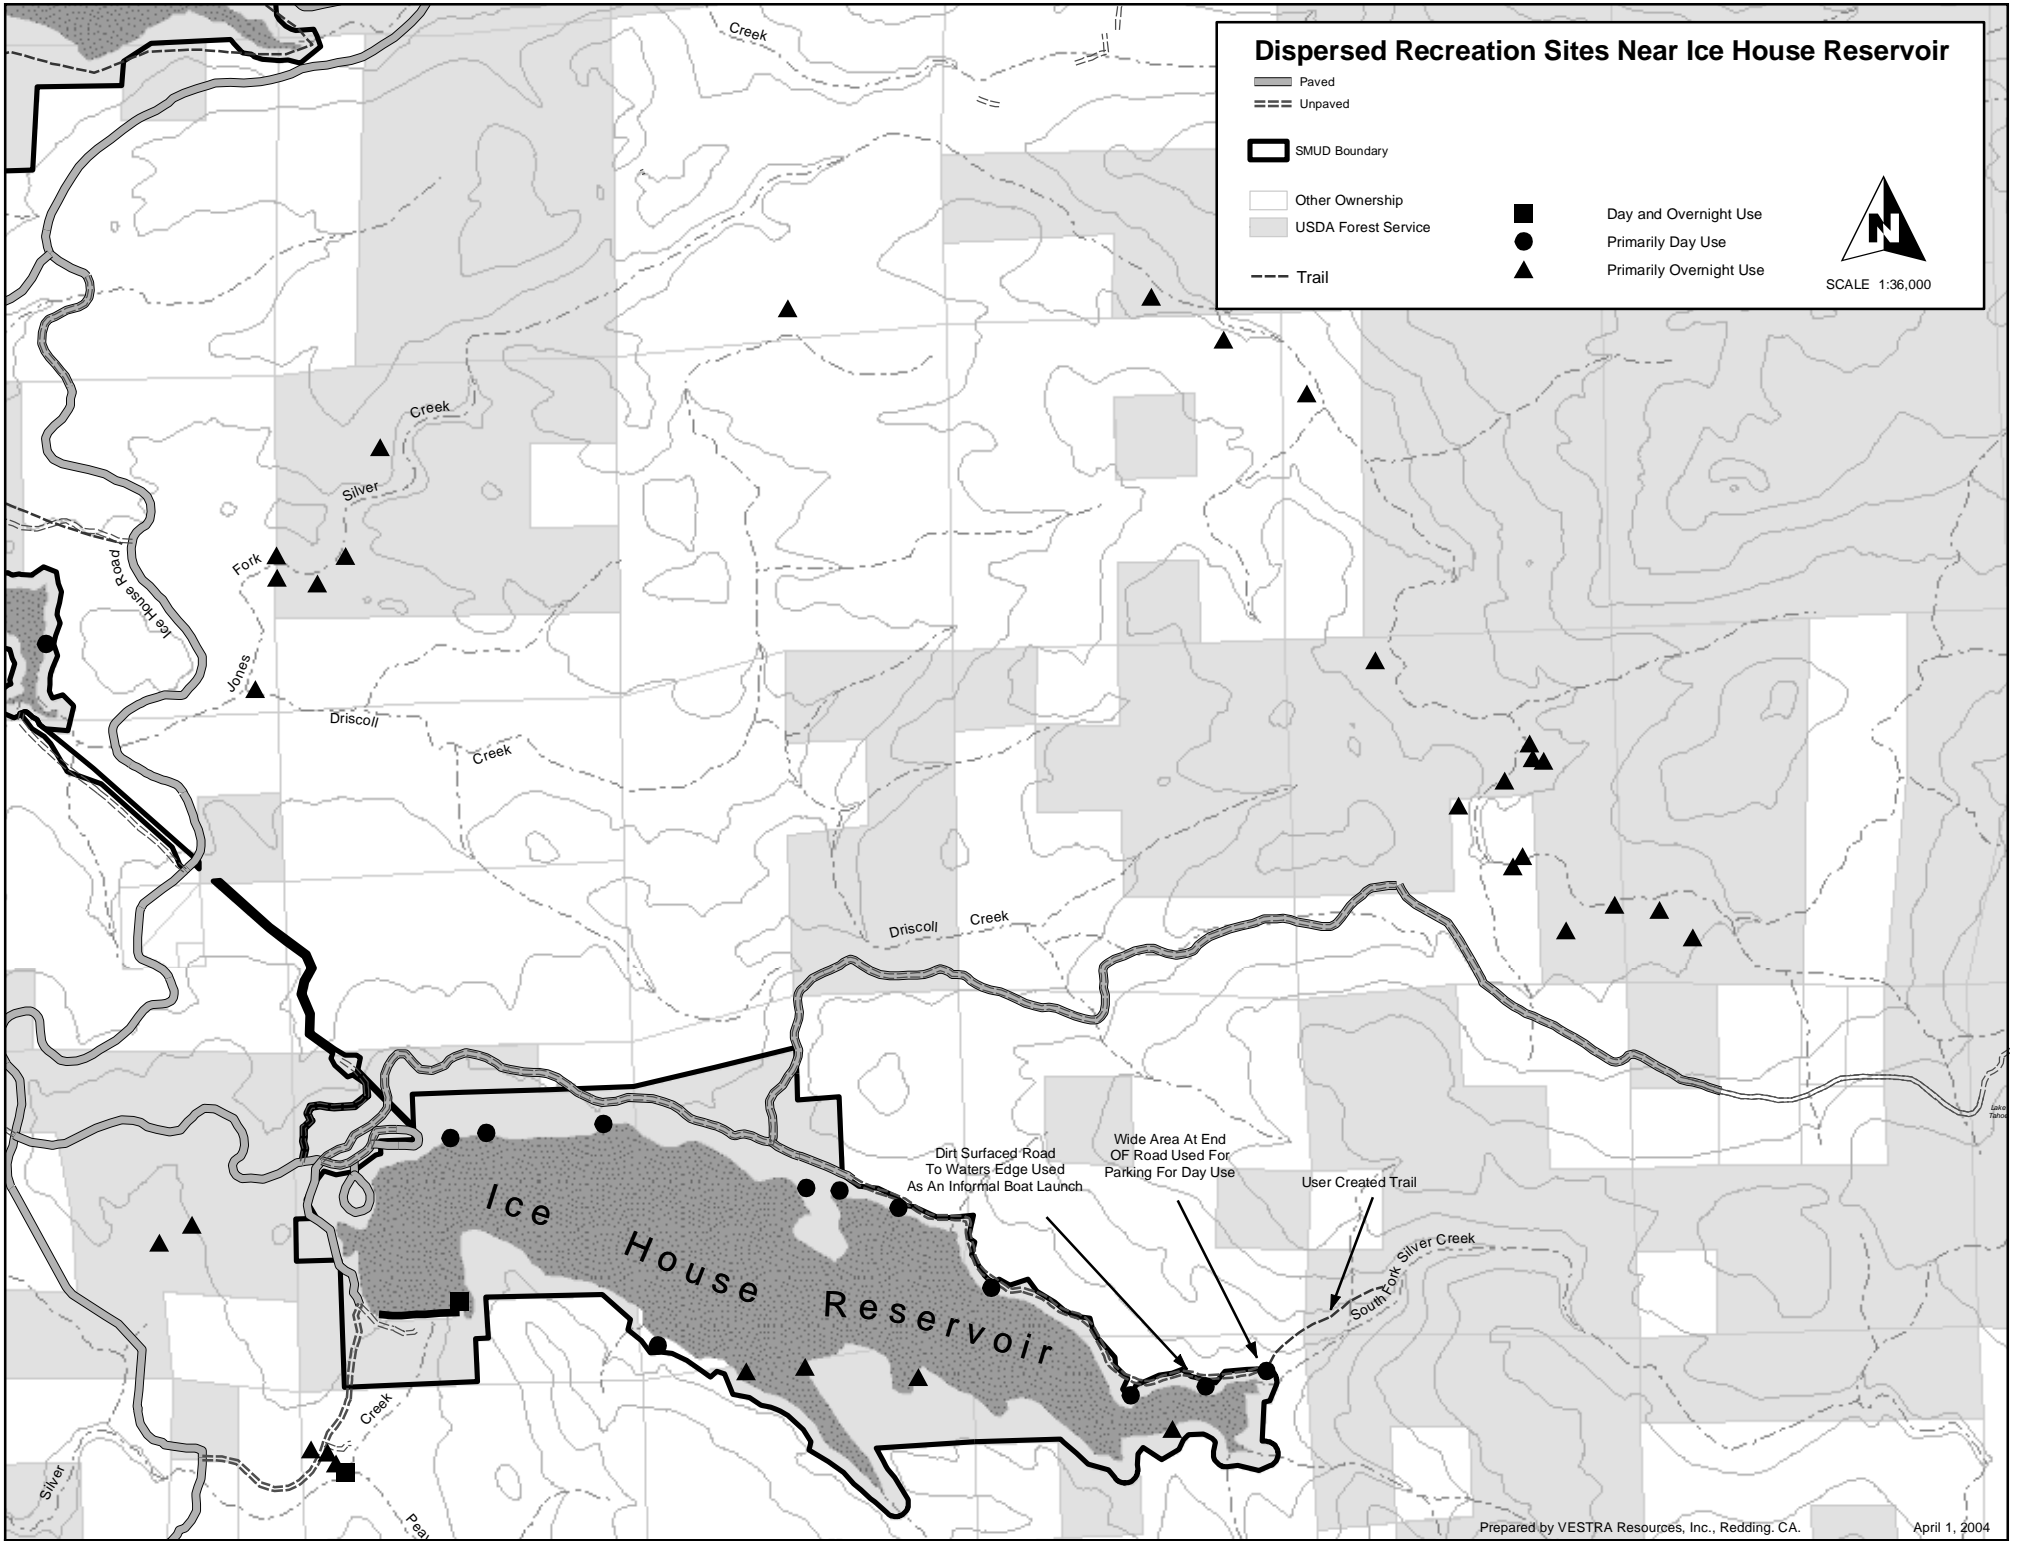 Creek
Dispersed Recreation Sites Near Ice House Reservoir
Paved
Unpaved
SMUD Boundary
Other Ownership
USDA Forest Service
Trail
Day and Overnight Use
Primarily Day Use
Primarily Overnight Use
N
SCALE 1:36,000
Creek
Silver
Fork
Jones
Ice House Road
Driscoll
Creek
Driscoll
Creek
Lake
Tahoe
Dirt Surfaced Road
To Waters Edge Used
As An Informal Boat Launch
Wide Area At End
OF Road Used For
Parking For Day Use
User Created Trail
South Fork Silver Creek
Ice House Reservoir
Creek
Silver
Peav
Prepared by VESTRA Resources, Inc., Redding. CA.
April 1, 2004